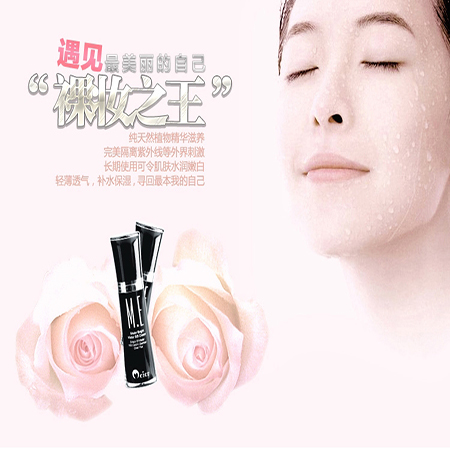 遇见最美丽的自己
“裸妆之王”
纯天然植物精华滋养
完美隔离紫外线等外界刺激
长期使用可令肌肤水润嫩白
轻薄透气，补水保湿，寻回最本我的自己
M.E